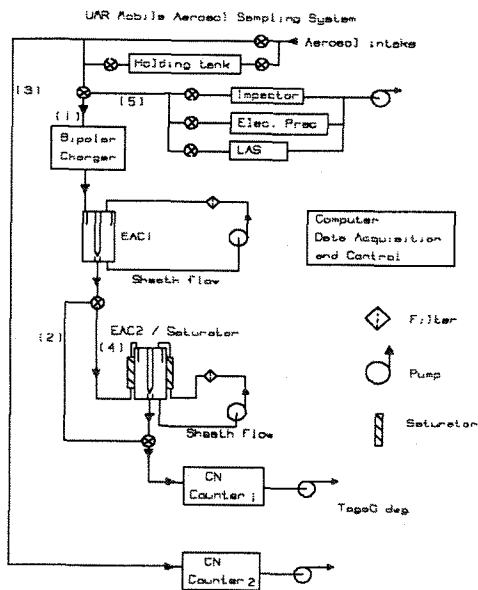 UMR Mobile Aerosol Sampling System
Aerosol intake
Holding tank
(3)
(1)
(5)
Impactor
Elec. Prec
LAS
Bipolar
Charger
EAC1
Sheath flow
Computer
Data Acquisition
and Control
(2)
EAC2 / Saturator
(4)
Filter
Pump
Sheath Flow
Saturator
CN
Counter 1
CN
Counter 2